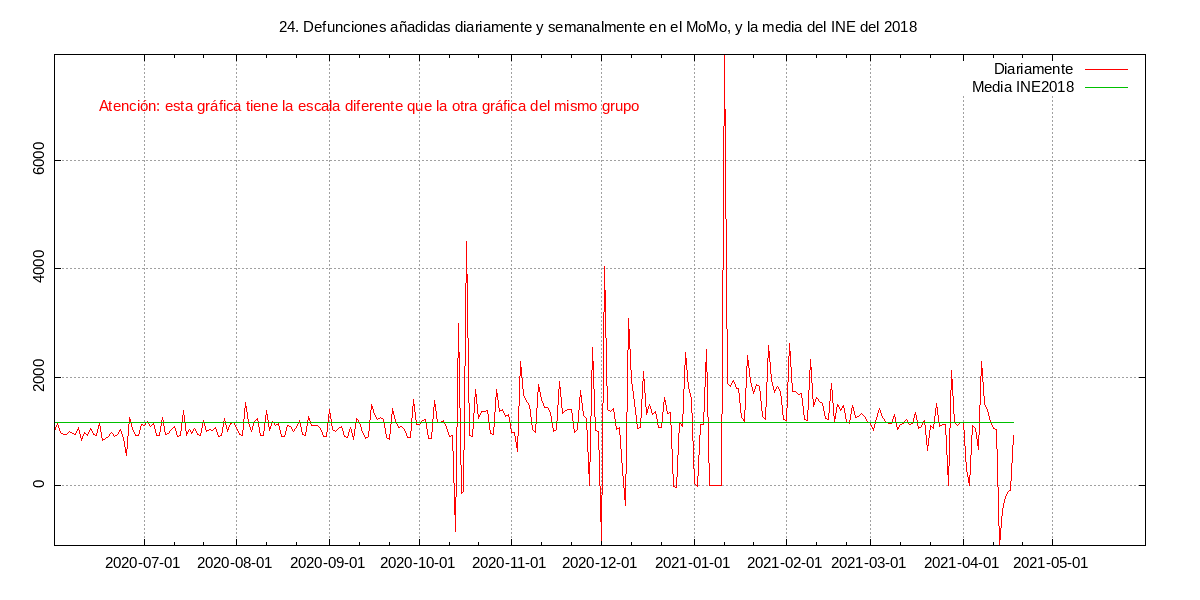 24. Defunciones añadidas diariamente y semanalmente en el MoMo, y la media del INE del 2018
Diariamente
Media INE2018
Atención: esta gráfica tiene la escala diferente que la otra gráfica del mismo grupo
6000
4000
2000
0
2020-07-01 2020-08-01 2020-09-01 2020-10-01 2020-11-01 2020-12-01 2021-01-01 2021-02-01 2021-03-01 2021-04-01 2021-05-01